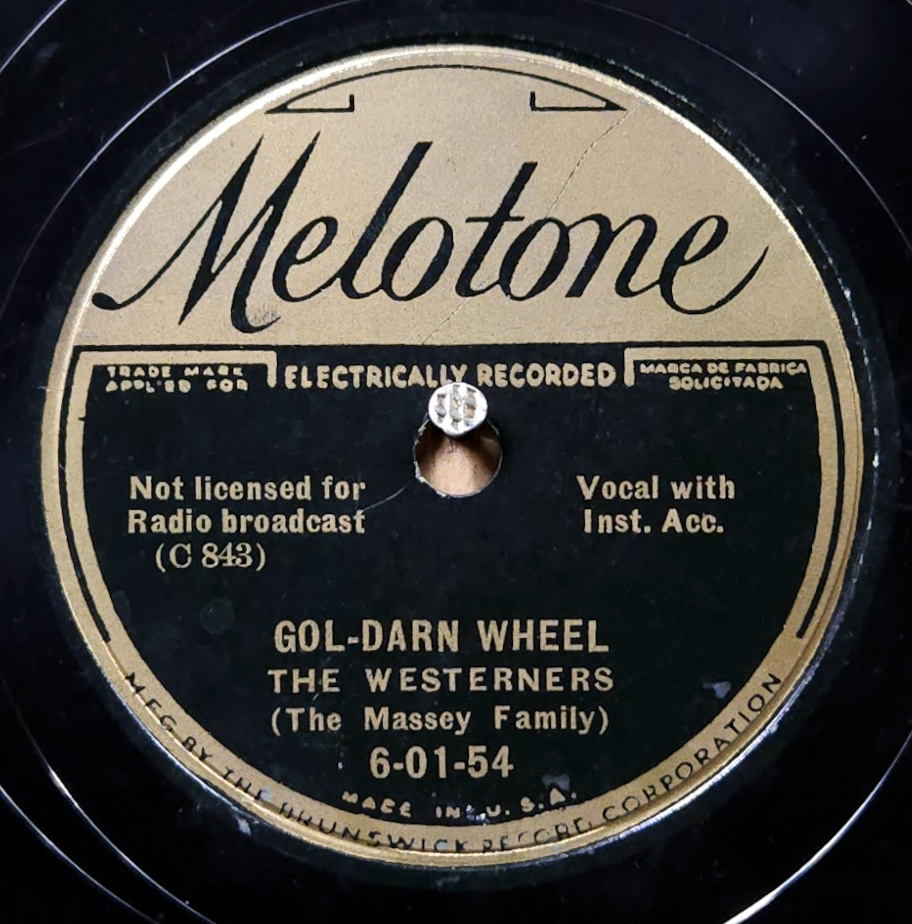 Melotone
TRADE MARK
APPLIED FOR
ELECTRICALLY RECORDED
MARCA DE FABRICA
SOLICITADA
Not licensed for
Radio broadcast
(C 843)
Vocal with
Inst. Acc.
GOL-DARN WHEEL
THE WESTERNERS
(The Massey Family)
6-01-54
MADE IN U. S. A.
MFG BY THE BRUNSWICK RECORD CORPORATION